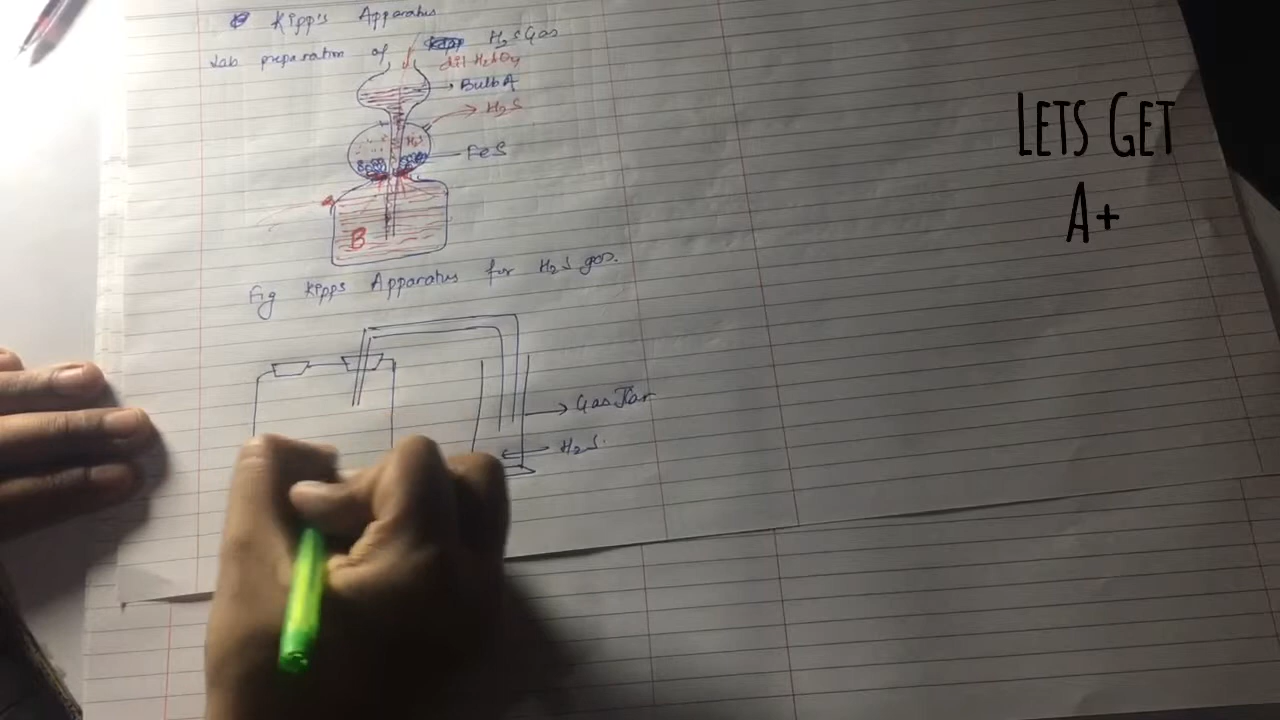 Kipp's Apparatus
Lab preparation of H2S Gas
dil H2SO4
Bulb A
H2S
H2S
FeS
B
Fig Kipps Apparatus for H2S gas.
Gas Jar
H2S.
LETS GET
A+